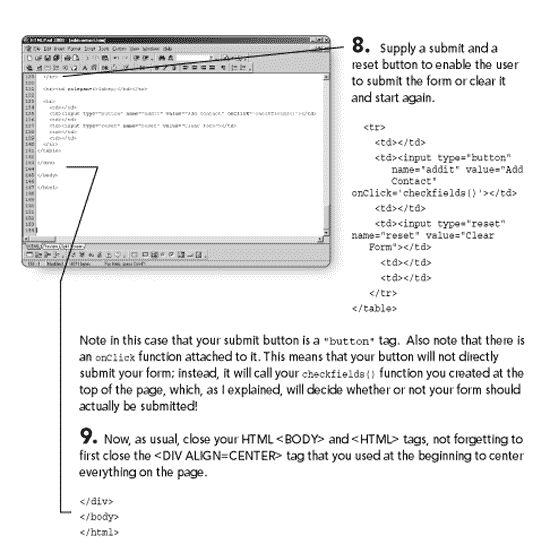 8. Supply a submit and a
reset button to enable the user
to submit the form or clear it
and start again.
<tr>
<td></td>
<td><input type="button"
name="addit" value="Add
Contact"
onClick='checkfields()'></td>
<td></td>
<td><input type="reset"
name="reset" value="Clear
Form"></td>
<td></td>
<td></td>
</tr>
</table>
Note in this case that your submit button is a "button" tag. Also note that there is
an onClick function attached to it. This means that your button will not directly
submit your form; instead, it will call your checkfields() function you created at the
top of the page, which, as I explained, will decide whether or not your form should
actually be submitted!
9. Now, as usual, close your HTML <BODY> and <HTML> tags, not forgetting to
first close the <DIV ALIGN=CENTER> tag that you used at the beginning to center
everything on the page.
</div>
</body>
</html>